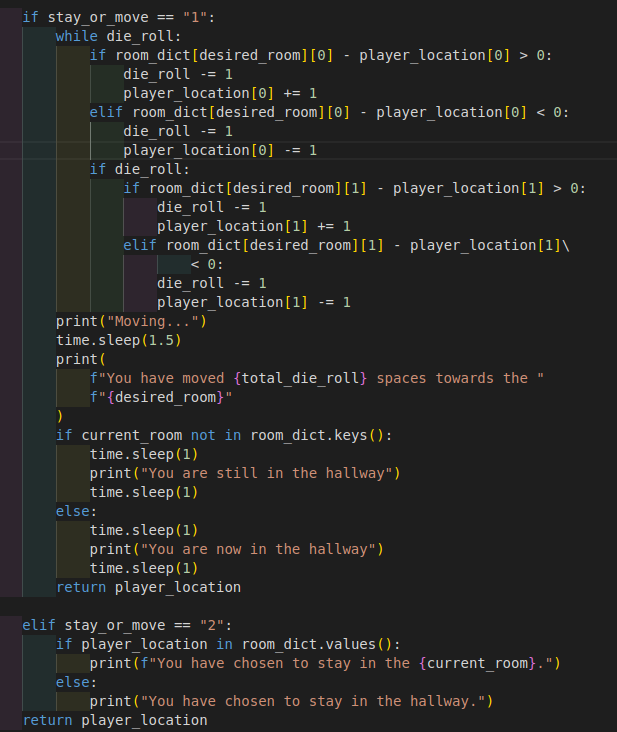 if stay_or_move == "1":
    while die_roll:
        if room_dict[desired_room][0] - player_location[0] > 0:
            die_roll -= 1
            player_location[0] += 1
        elif room_dict[desired_room][0] - player_location[0] < 0:
            die_roll -= 1
            player_location[0] -= 1
        if die_roll:
            if room_dict[desired_room][1] - player_location[1] > 0:
                die_roll -= 1
                player_location[1] += 1
            elif room_dict[desired_room][1] - player_location[1]\
                    < 0:
                die_roll -= 1
                player_location[1] -= 1
    print("Moving...")
    time.sleep(1.5)
    print(
        f"You have moved {total_die_roll} spaces towards the "
        f"{desired_room}"
    )
    if current_room not in room_dict.keys():
        time.sleep(1)
        print("You are still in the hallway")
        time.sleep(1)
    else:
        time.sleep(1)
        print("You are now in the hallway")
        time.sleep(1)
    return player_location

elif stay_or_move == "2":
    if player_location in room_dict.values():
        print(f"You have chosen to stay in the {current_room}.")
    else:
        print("You have chosen to stay in the hallway.")
return player_location